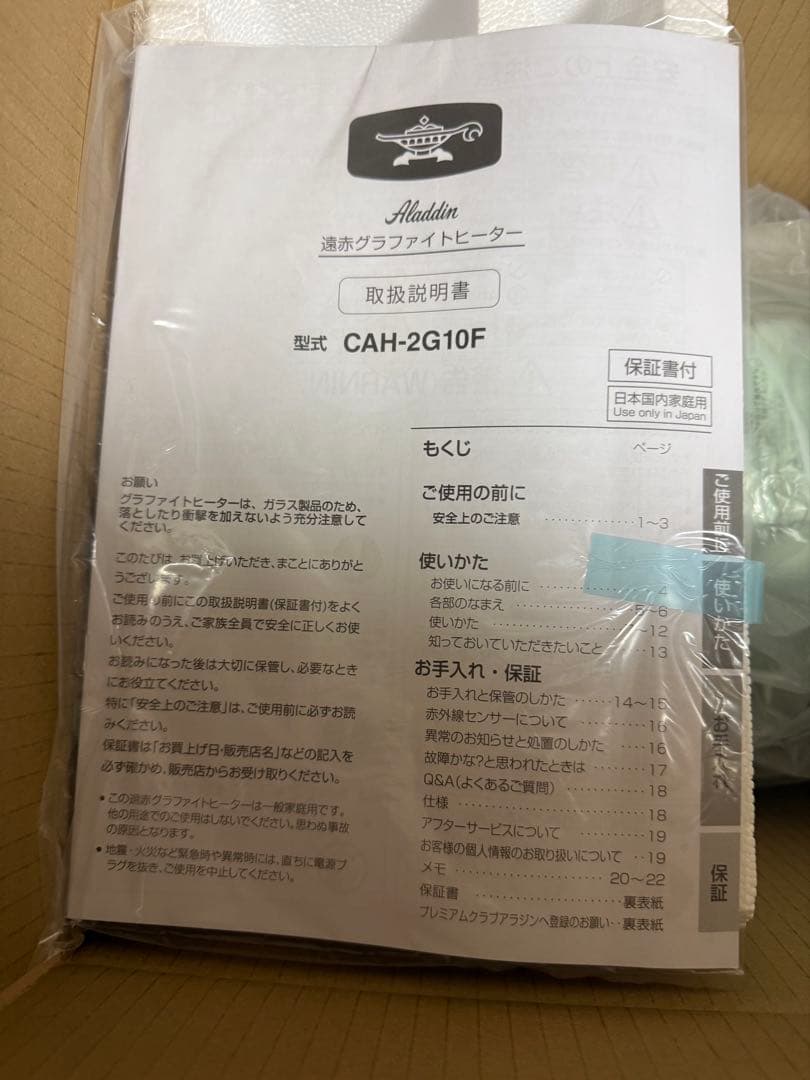 Aladdin
遠赤グラファイトヒーター
取扱説明書
型式 CAH-2G10F
保証書付
日本国内家庭用
Use only in Japan
お願い
グラファイトヒーターは、ガラス製品のため、
落としたり衝撃を加えないよう充分注意して
ください。
このたびは、お買上げいただき、まことにありがと
うございます。
ご使用の前にこの取扱説明書(保証書付)をよく
お読みのうえ、ご家族全員で安全に正しくお使
いください。
お読みになった後は大切に保管し、必要なとき
にお役立てください。
特に「安全上のご注意」は、ご使用前に必ずお読
みください。
保証書は「お買上げ日・販売店名」などの記入を
必ず確かめ、販売店からお受け取りください。
● この遠赤グラファイトヒーターは一般家庭用です。
他の用途でのご使用はしないでください。思わぬ事故
の原因となります。
● 地震・火災など緊急時や異常時には、直ちに電源プ
ラグを抜き、ご使用を中止してください。
もくじ ページ
ご使用の前に
安全上のご注意 ············1~3
使いかた
お使いになる前に ············4
各部のなまえ ············5~6
使いかた ············~12
知っておいていただきたいこと ······13
お手入れ・保証
お手入れと保管のしかた ······14~15
赤外線センサーについて ······16
異常のお知らせと処置のしかた ····16
故障かな?と思われたときは ······17
Q&A(よくあるご質問) ······18
仕様 ············18
アフターサービスについて ······19
お客様の個人情報のお取り扱いについて ··19
メモ ············20~22
保証書 ············裏表紙
プレミアムクラブアラジンへ登録のお願い··裏表紙
ご使用前に
使いかた
お手入れ
保証